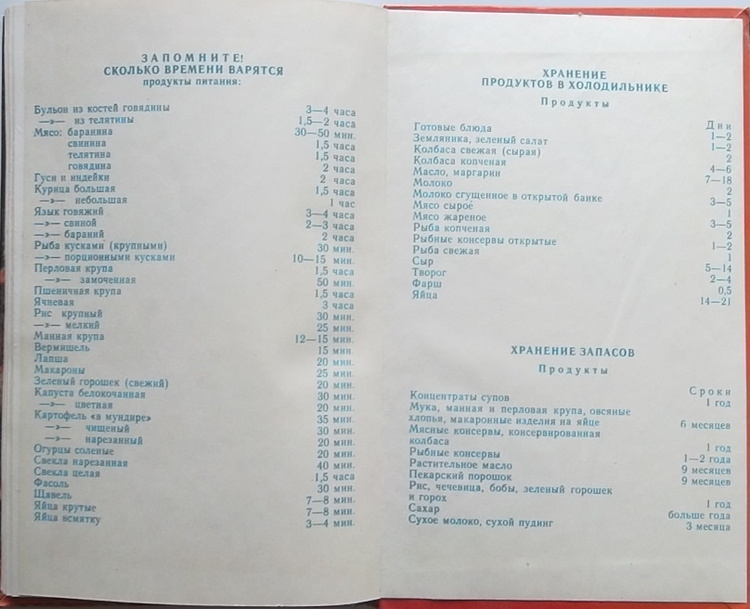 ЗАПОМНИТЕ!
СКОЛЬКО ВРЕМЕНИ ВАРЯТСЯ
продукты питания:
Бульон из костей говядины 3—4 часа
—»— из телятины 1,5—2 часа
Мясо: баранина 30—50 мин.
свинина 1,5 часа
телятина 1,5 часа
говядина 2 часа
Гуси и индейки 2 часа
Курица большая 1,5 часа
—»— небольшая 1 час
Язык говяжий 3—4 часа
—»— свиной 2—3 часа
—»— бараний 2 часа
Рыба кусками (крупными) 30 мин.
—»— порционными кусками 10—15 мин.
Перловая крупа 1,5 часа
—»— замоченная 50 мин.
Пшеничная крупа 1,5 часа
Ячневая 3 часа
Рис крупный 30 мин.
—»— мелкий 25 мин.
Манная крупа 12—15 мин.
Вермишель 15 мин.
Лапша 20 мин.
Макароны 25 мин.
Зеленый горошек (свежий) 20 мин.
Капуста белокочанная 30 мин.
—»— цветная 20 мин.
Картофель «в мундире» 35 мин.
—»— чищеный 30 мин.
—»— нарезанный 20 мин.
Огурцы соленые 20 мин.
Свекла нарезанная 40 мин.
Свекла целая 1,5 часа
Фасоль 30 мин.
Щавель 7—8 мин.
Яйца крутые 7—8 мин.
Яйца всмятку 3—4 мин.
ХРАНЕНИЕ
ПРОДУКТОВ В ХОЛОДИЛЬНИКЕ
Продукты
Дни
Готовые блюда 1—2
Земляника, зеленый салат 1—2
Колбаса свежая (сырая) 2
Колбаса копченая 4—6
Масло, маргарин 7—18
Молоко 2
Молоко сгущенное в открытой банке 3—5
Мясо сырое 1
Мясо жареное 3—5
Рыба копченая 2
Рыбные консервы открытые 1—2
Рыба свежая 1
Сыр 5—14
Творог 2—4
Фарш 0,5
Яйца 14—21
ХРАНЕНИЕ ЗАПАСОВ
Продукты
Сроки
Концентраты супов 1 год
Мука, манная и перловая крупа, овсяные
хлопья, макаронные изделия на яйце 6 месяцев
Мясные консервы, консервированная
колбаса 1 год
Рыбные консервы 1—2 года
Растительное масло 9 месяцев
Пекарский порошок 9 месяцев
Рис, чечевица, бобы, зеленый горошек
и горох 1 год
Сахар больше года
Сухое молоко, сухой пудинг 3 месяца